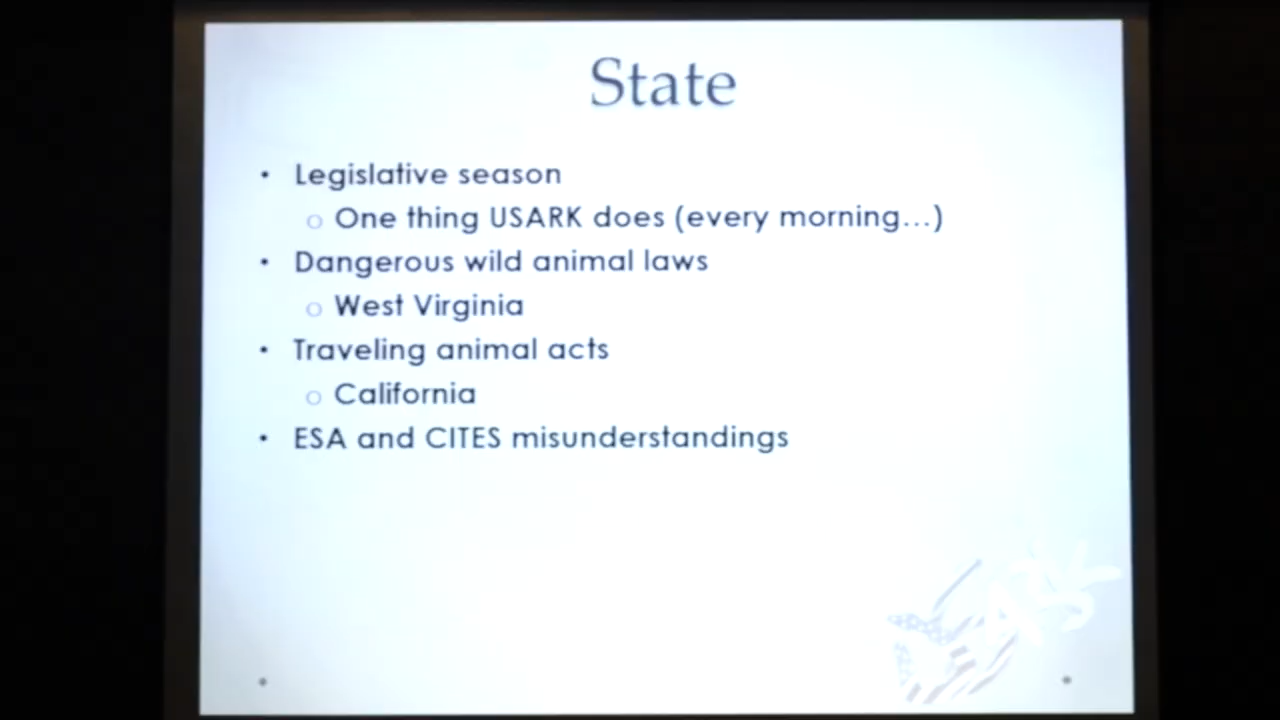 State
• Legislative season
o One thing USARK does (every morning...)
• Dangerous wild animal laws
o West Virginia
• Traveling animal acts
o California
• ESA and CITES misunderstandings